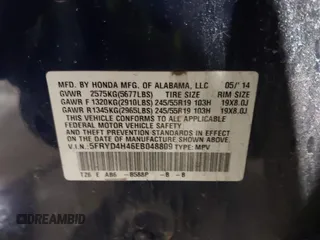 MFD. BY HONDA MFG. OF ALABAMA, LLC 05/'14
GVWR 2575KG(5677LBS) TIRE SIZE RIM SIZE
GAWR F 1320KG(2910LBS) 245/55R19 103H 19X8.0J
GAWR R 1345KG(2965LBS) 245/55R19 103H 19X8.0J
THIS VEHICLE CONFORMS TO ALL APPLICABLE
FEDERAL MOTOR VEHICLE SAFETY AND THEFT
PREVENTION STANDARDS IN EFFECT ON THE DATE
OF MANUFACTURE SHOWN ABOVE.
V.I.N.: 5FRYD4H46EB048809 TYPE: MPV
B588P
AUTOBIDMASTER